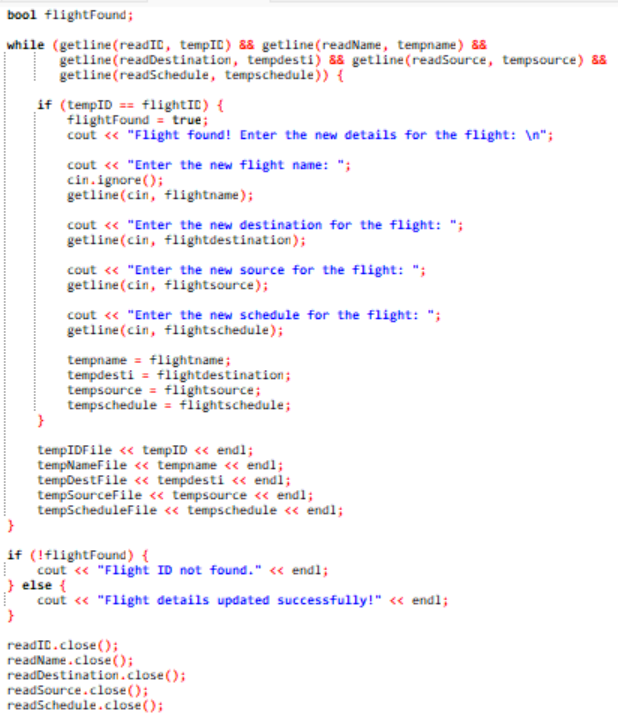 bool flightFound;
while (getline(readID, tempID) && getline(readName, tempname) &&
getline(readDestination, tempdesti) && getline(readSource, tempsource) &&
getline(readSchedule, tempschedule)) {
if (tempID == flightID) {
flightFound = true;
cout << "Flight found! Enter the new details for the flight: \n";
cout << "Enter the new flight name: ";
cin.ignore();
getline(cin, flightname);
cout << "Enter the new destination for the flight: ";
getline(cin, flightdestination);
cout << "Enter the new source for the flight: ";
getline(cin, flightsource);
cout << "Enter the new schedule for the flight: ";
getline(cin, flightschedule);
tempname = flightname;
tempdesti = flightdestination;
tempsource = flightsource;
tempschedule = flightschedule;
}
tempIDFile << tempID << endl;
tempNameFile << tempname << endl;
tempDestFile << tempdesti << endl;
tempSourceFile << tempsource << endl;
tempScheduleFile << tempschedule << endl;
}
if (!flightFound) {
cout << "Flight ID not found." << endl;
} else {
cout << "Flight details updated successfully!" << endl;
}
readID.close();
readName.close();
readDestination.close();
readSource.close();
readSchedule.close();